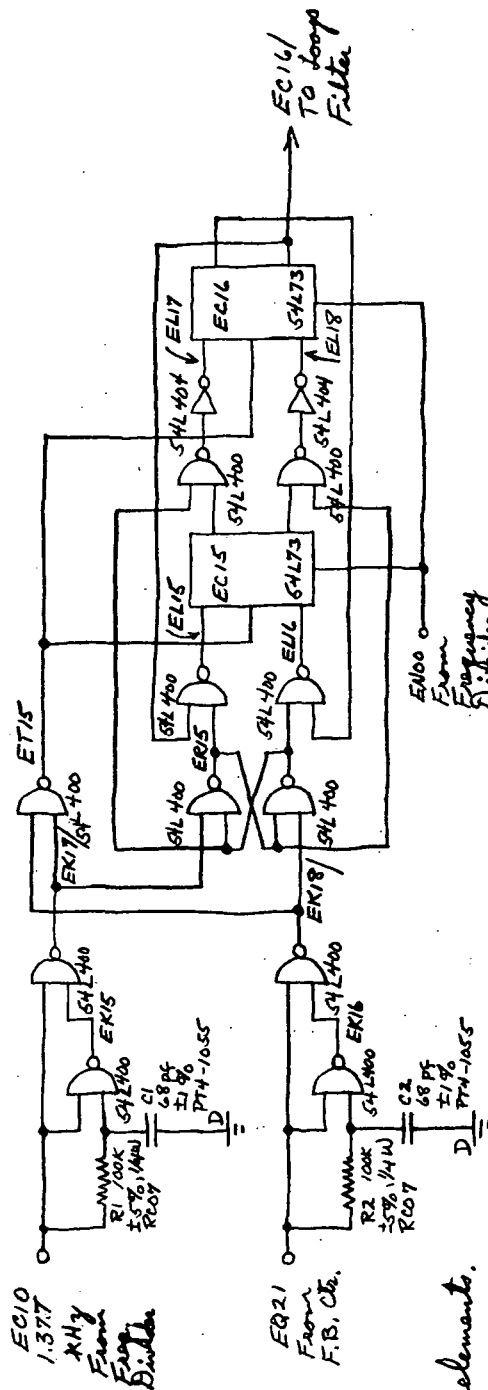 EC10
1.377
KHz
From
Freq.
Divider
R1 100K
±5%, 1/4W
RC07
C1
68 pf
±1%
PT4-1055
D
54L400
EK15
54L400
EK17/
54L400
ET15
54L400
ER15
54L400
EL15
EC15
54L73
54L400
54L404
EL17
EC16
54L73
EC16/
TO Loop
Filter
EQ21
From
F.B. Ctr.
R2 100K
±5%, 1/4W
RC07
C2
68 pf
±1%
PT4-1055
D
54L400
EK16
54L400
EK18/
54L400
54L400
EL16
54L400
54L404
EL18
EN00
From
Frequency
elements.